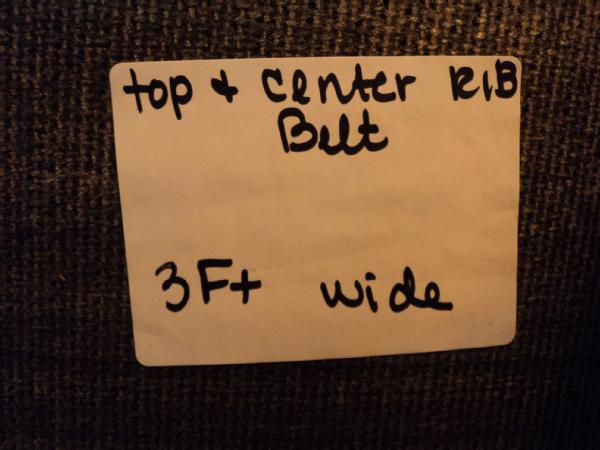 top & Center RIB
Belt
3Ft wide